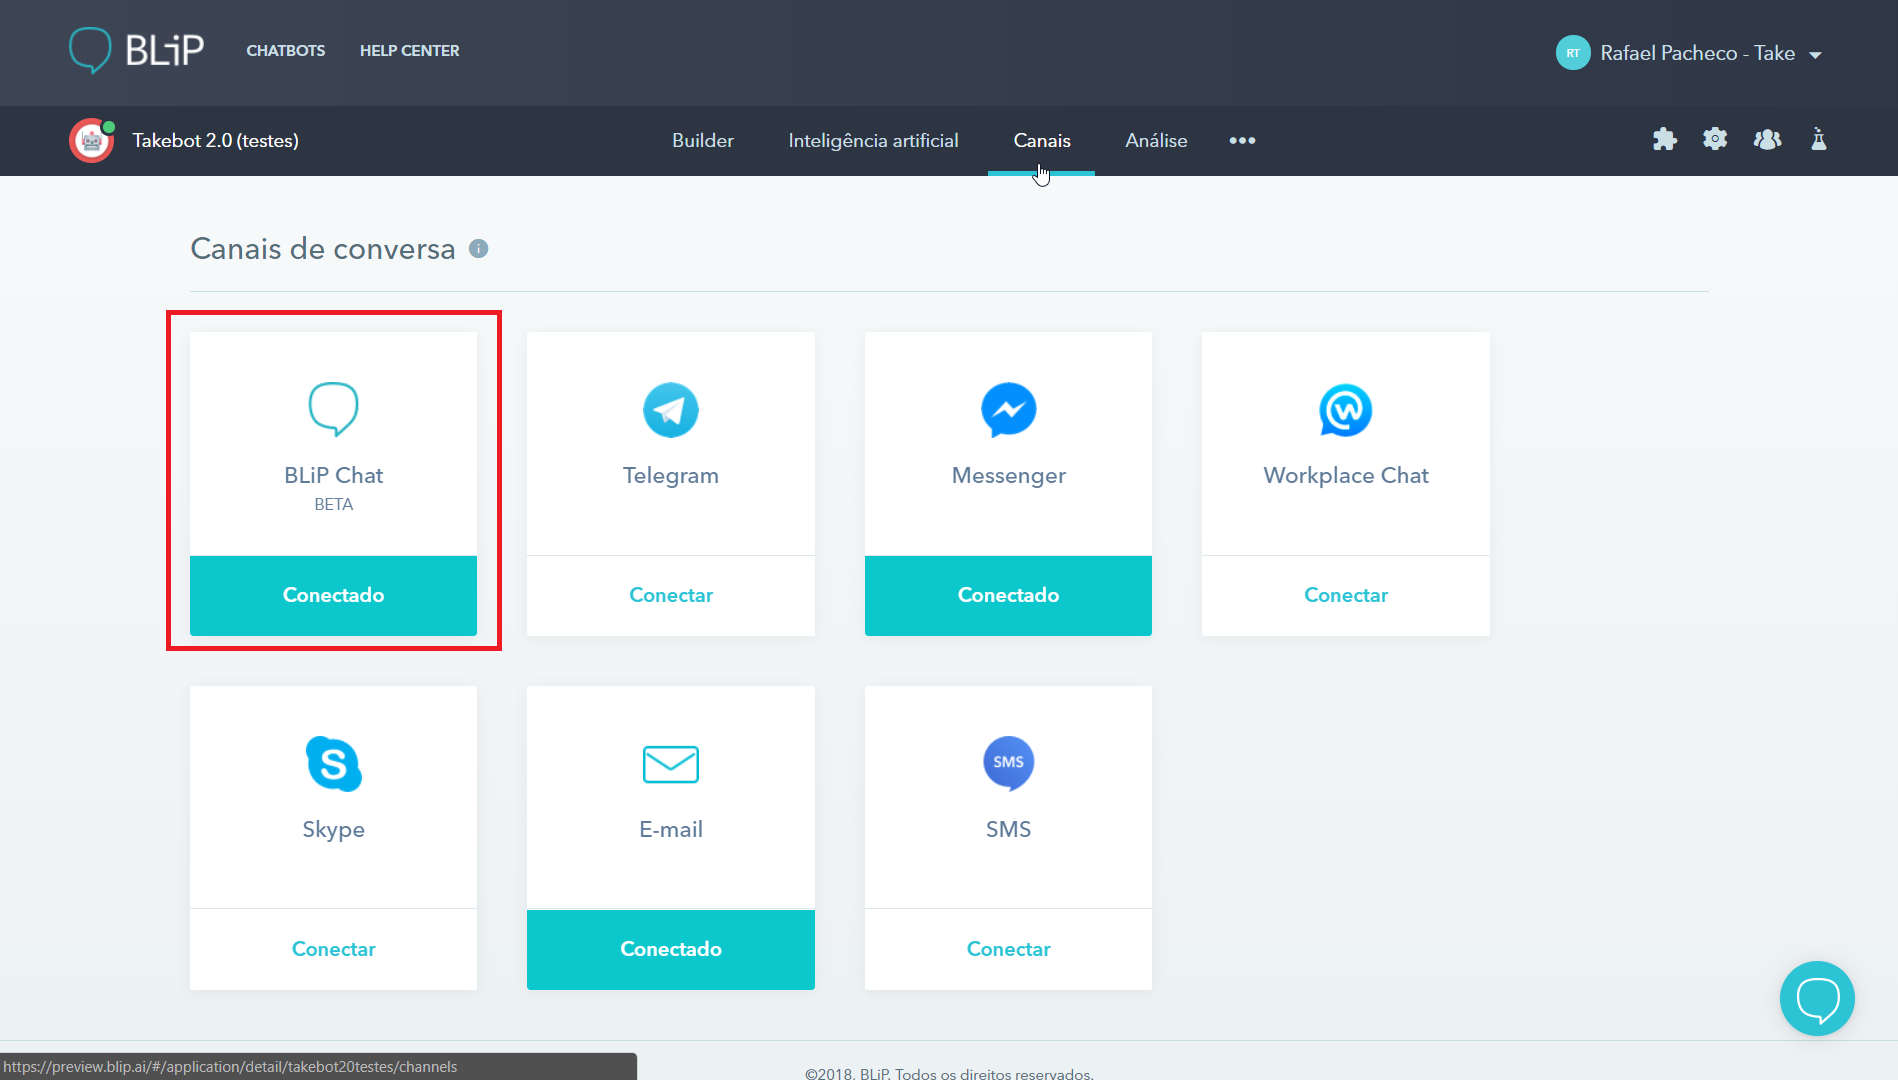 BLiP
CHATBOTS
HELP CENTER
RT
Rafael Pacheco - Take
Takebot 2.0 (testes)
Builder
Inteligência artificial
Canais
Análise
Canais de conversa
i
BLiP Chat
BETA
Conectado
Telegram
Conectar
Messenger
Conectado
Workplace Chat
Conectar
S
Skype
Conectar
E-mail
Conectado
SMS
SMS
Conectar
https://preview.blip.ai/#/application/detail/takebot20testes/channels
©2018. BLiP. Todos os direitos reservados.